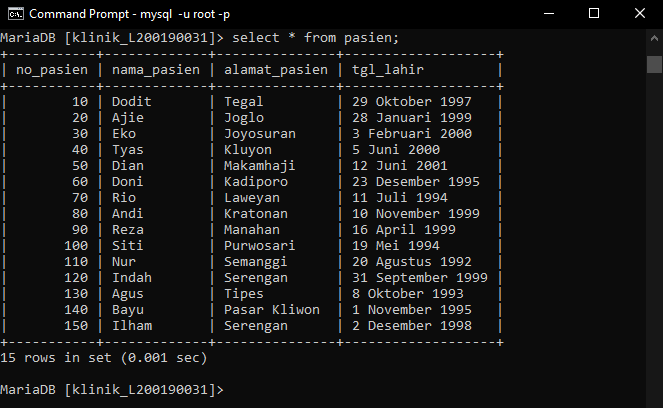 Command Prompt - mysql -u root -p
MariaDB [klinik_L200190031]> select * from pasien;
+-----------+-------------+---------------+-------------------+
| no_pasien | nama_pasien | alamat_pasien | tgl_lahir         |
+-----------+-------------+---------------+-------------------+
|        10 | Dodit       | Tegal         | 29 Oktober 1997   |
|        20 | Ajie        | Joglo         | 28 Januari 1999   |
|        30 | Eko         | Joyosuran     | 3 Februari 2000   |
|        40 | Tyas        | Kluyon        | 5 Juni 2000       |
|        50 | Dian        | Makamhaji     | 12 Juni 2001      |
|        60 | Doni        | Kadiporo      | 23 Desember 1995  |
|        70 | Rio         | Laweyan       | 11 Juli 1994      |
|        80 | Andi        | Kratonan      | 10 November 1999  |
|        90 | Reza        | Manahan       | 16 April 1999     |
|       100 | Siti        | Purwosari     | 19 Mei 1994       |
|       110 | Nur         | Semanggi      | 20 Agustus 1992   |
|       120 | Indah       | Serengan      | 31 September 1999 |
|       130 | Agus        | Tipes         | 8 Oktober 1993    |
|       140 | Bayu        | Pasar Kliwon  | 1 November 1995   |
|       150 | Ilham       | Serengan      | 2 Desember 1998   |
+-----------+-------------+---------------+-------------------+
15 rows in set (0.001 sec)
MariaDB [klinik_L200190031]>